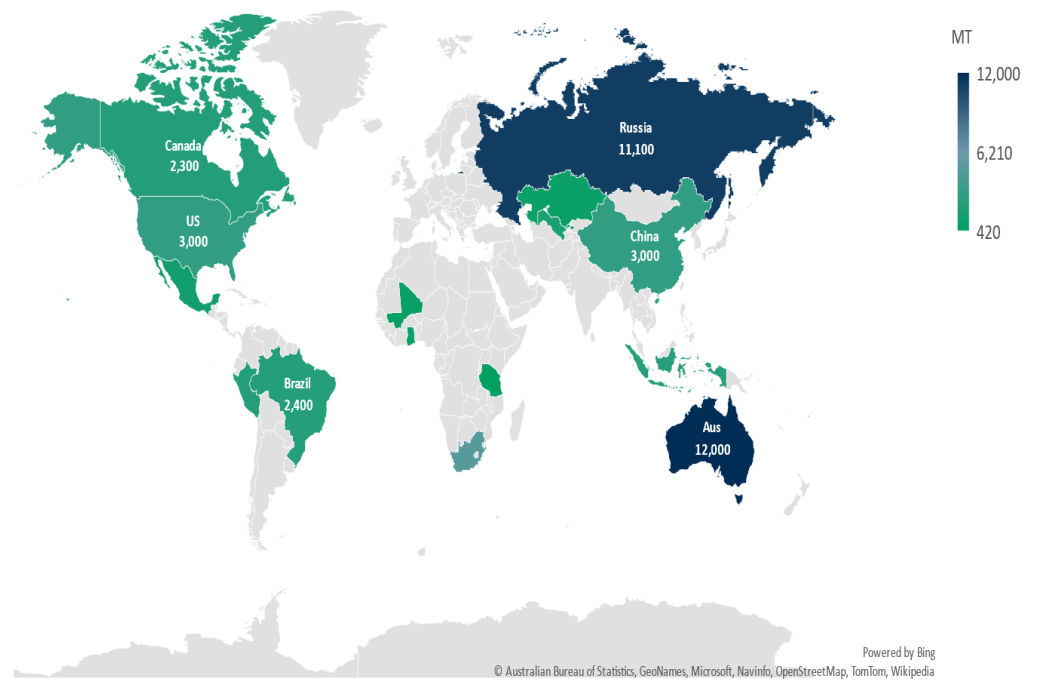 MT
12,000
6,210
420
Canada
2,300
US
3,000
Brazil
2,400
Russia
11,100
China
3,000
Aus
12,000
Powered by Bing
© Australian Bureau of Statistics, GeoNames, Microsoft, Navinfo, OpenStreetMap, TomTom, Wikipedia